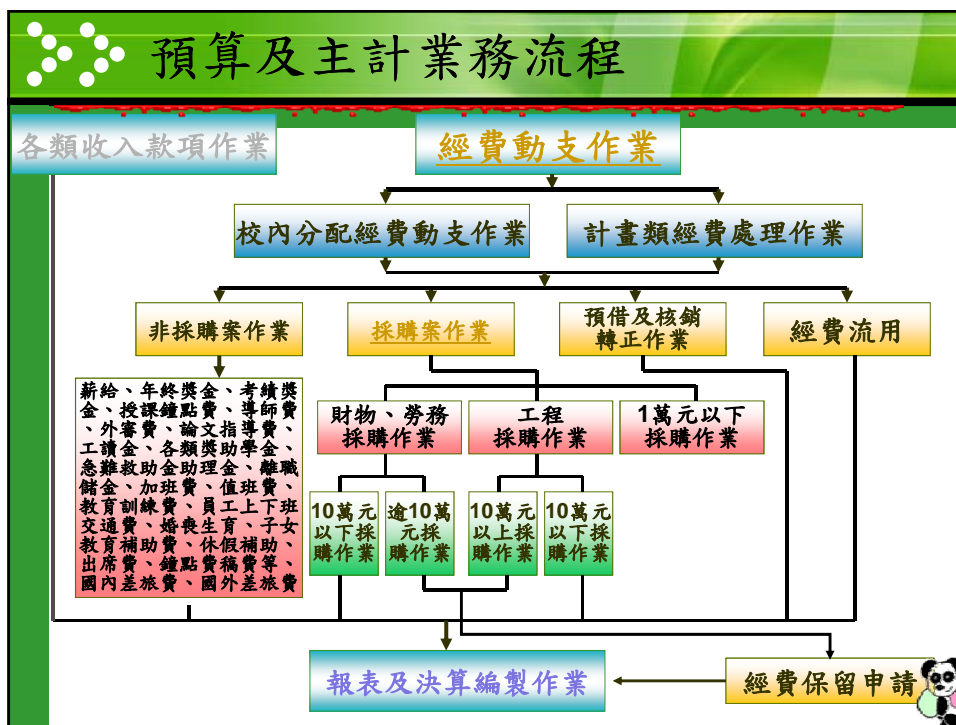 預算及主計業務流程
各類收入款項作業
經費動支作業
校內分配經費動支作業
計畫類經費處理作業
非採購案作業
採購案作業
預借及核銷
轉正作業
經費流用
薪給、年終獎金、考績獎
金、授課鐘點費、導師費
、外審費、論文指導費、
工讀金、各類獎助學金、
急難救助金助理金、離職
儲金、加班費、值班費、
教育訓練費、員工上下班
交通費、婚喪生育、子女
教育補助費、休假補助、
出席費、鐘點費稿費等、
國內差旅費、國外差旅費
財物、勞務
採購作業
工程
採購作業
1萬元以下
採購作業
10萬元
以下採
購作業
逾10萬
元採
購作業
10萬元
以上採
購作業
10萬元
以下採
購作業
報表及決算編製作業
經費保留申請